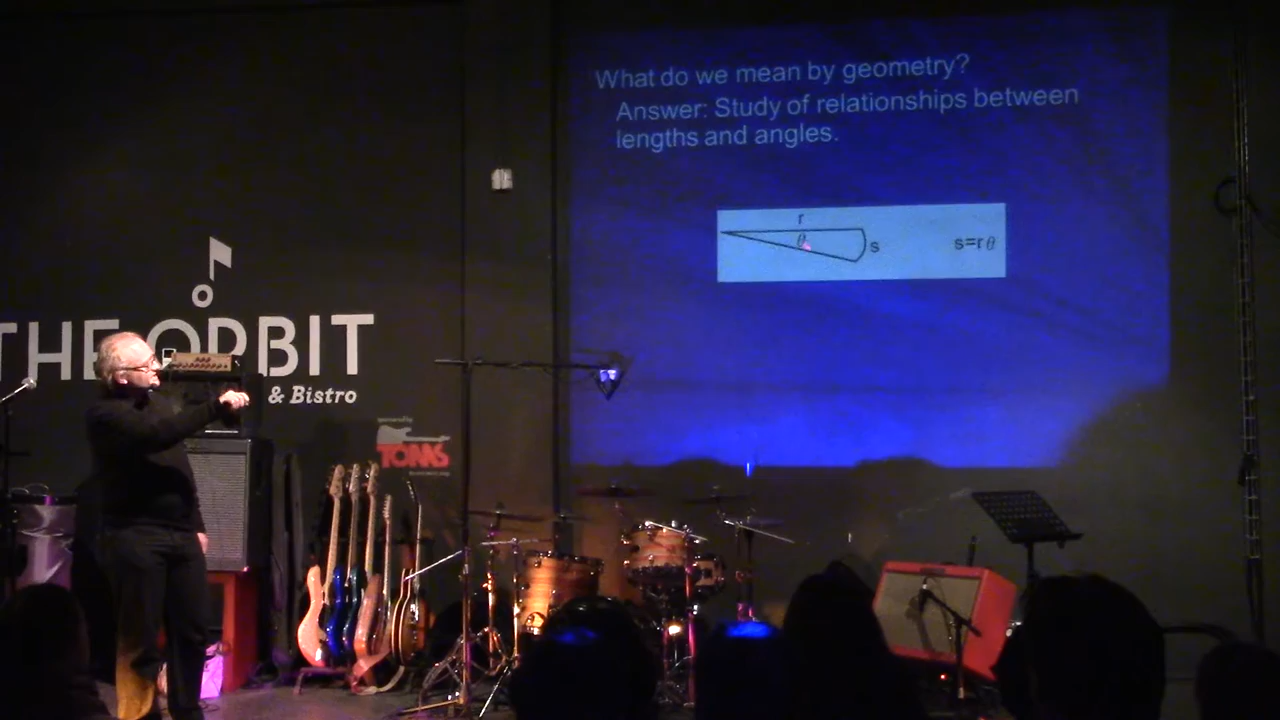 What do we mean by geometry?
Answer: Study of relationships between
lengths and angles.
r
θ
s
s=rθ
THE ORBIT
& Bistro
TOMS